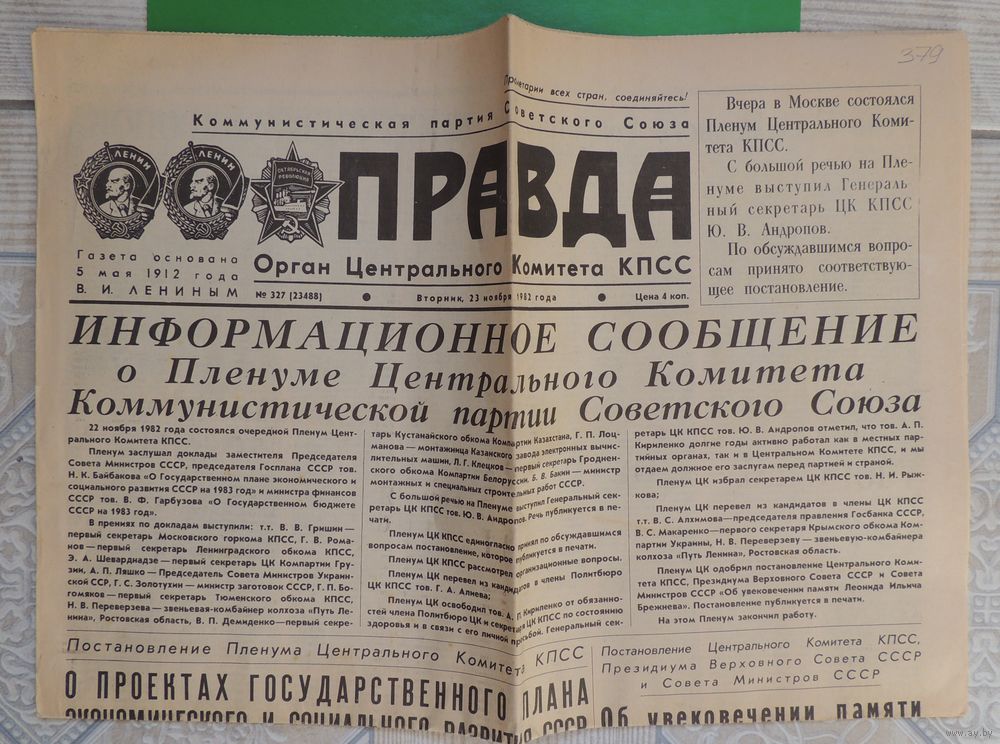 379
Пролетарии всех стран, соединяйтесь!
Коммунистическая партия Советского Союза
ЛЕНИН
ЛЕНИН
ОКТЯБРЬСКАЯ
РЕВОЛЮЦИЯ
ПРАВДА
Газета основана
5 мая 1912 года
В. И. ЛЕНИНЫМ
Орган Центрального Комитета КПСС
№ 327 (23488)
Вторник, 23 ноября 1982 года
Цена 4 коп.
Вчера в Москве состоялся
Пленум Центрального Коми-
тета КПСС.
С большой речью на Пле-
нуме выступил Генераль
ный секретарь ЦК КПСС
Ю. В. Андропов.
По обсуждавшимся вопро-
сам принято соответствую-
щее постановление.
ИНФОРМАЦИОННОЕ СООБЩЕНИЕ
о Пленуме Центрального Комитета
Коммунистической партии Советского Союза
22 ноября 1982 года состоялся очередной Пленум Цент-
рального Комитета КПСС.
Пленум заслушал доклады заместителя Председателя
Совета Министров СССР, председателя Госплана СССР тов.
Н. К. Байбакова «О Государственном плане экономического и
социального развития СССР на 1983 год» и министра финансов
СССР тов. В. Ф. Гарбузова «О Государственном бюджете
СССР на 1983 год».
В прениях по докладам выступили: т.т. В. В. Гришин —
первый секретарь Московского горкома КПСС, Г. В. Рома-
нов — первый секретарь Ленинградского обкома КПСС,
Э. А. Шеварднадзе — первый секретарь ЦК Компартии Гру-
зии, А. П. Ляшко — Председатель Совета Министров Украин-
ской ССР, Г. С. Золотухин — министр заготовок СССР, Г. П. Бо-
гомяков — первый секретарь Тюменского обкома КПСС,
Н. В. Переверзева — звеньевая-комбайнер колхоза «Путь Ле-
нина», Ростовская область, В. П. Демиденко — первый секре-
тарь Кустанайского обкома Компартии Казахстана, Г. П. Лоц-
манова — монтажница Казанского завода электронных вычис-
лительных машин, Л. Г. Клецков — первый секретарь Гроднен-
ского обкома Компартии Белоруссии, Б. В. Бакин — министр
монтажных и специальных строительных работ СССР.
С большой речью на Пленуме выступил Генеральный сек-
ретарь ЦК КПСС тов. Ю. В. Андропов. Речь публикуется в пе-
чати.
Пленум ЦК КПСС единогласно принял по обсуждавшимся
вопросам постановление, которое публикуется в печати.
Пленум ЦК КПСС рассмотрел организационные вопросы.
Пленум ЦК перевел из кандидатов в члены Политбюро
ЦК КПСС тов. Г. А. Алиева;
Пленум ЦК освободил тов. А. П. Кириленко от обязанно-
стей члена Политбюро ЦК и секретаря ЦК КПСС по состоянию
здоровья и в связи с его личной просьбой. Генеральный сек-
ретарь ЦК КПСС тов. Ю. В. Андропов отметил, что тов. А. П.
Кириленко долгие годы активно работал как в местных пар-
тийных органах, так и в Центральном Комитете КПСС, и мы
отдаем должное его заслугам перед партией и страной.
Пленум ЦК избрал секретарем ЦК КПСС тов. Н. И. Рыж-
кова;
Пленум ЦК перевел из кандидатов в члены ЦК КПСС
т.т. В. С. Алхимова — председателя правления Госбанка СССР,
В. С. Макаренко — первого секретаря Крымского обкома Ком-
партии Украины, Н. В. Переверзеву — звеньевую-комбайнера
колхоза «Путь Ленина», Ростовская область.
Пленум ЦК одобрил постановление Центрального Коми-
тета КПСС, Президиума Верховного Совета СССР и Совета
Министров СССР «Об увековечении памяти Леонида Ильича
Брежнева». Постановление публикуется в печати.
На этом Пленум закончил работу.
Постановление Пленума Центрального Комитета КПСС
О ПРОЕКТАХ ГОСУДАРСТВЕННОГО ПЛАНА
ЭКОНОМИЧЕСКОГО И СОЦИАЛЬНОГО РАЗВИТИЯ СССР
Постановление Центрального Комитета КПСС,
Президиума Верховного Совета СССР
и Совета Министров СССР
Об увековечении памяти
www.ay.by